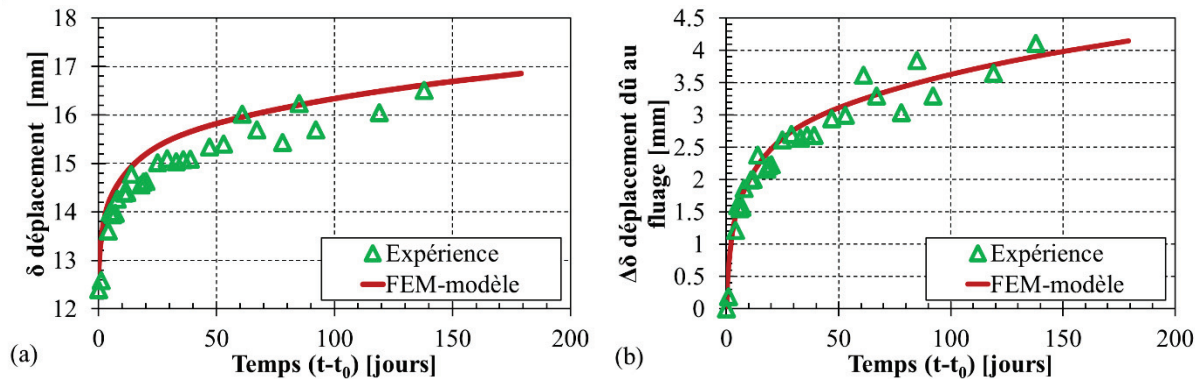 18
17
16
15
14
13
12
δ déplacement [mm]
Expérience
FEM-modèle
0
50
100
150
200
Temps (t-t0) [jours]
(a)
4.5
4
3.5
3
2.5
2
1.5
1
0.5
0
Δδ déplacement dû au
fluage [mm]
Expérience
FEM-modèle
0
50
100
150
200
Temps (t-t0) [jours]
(b)